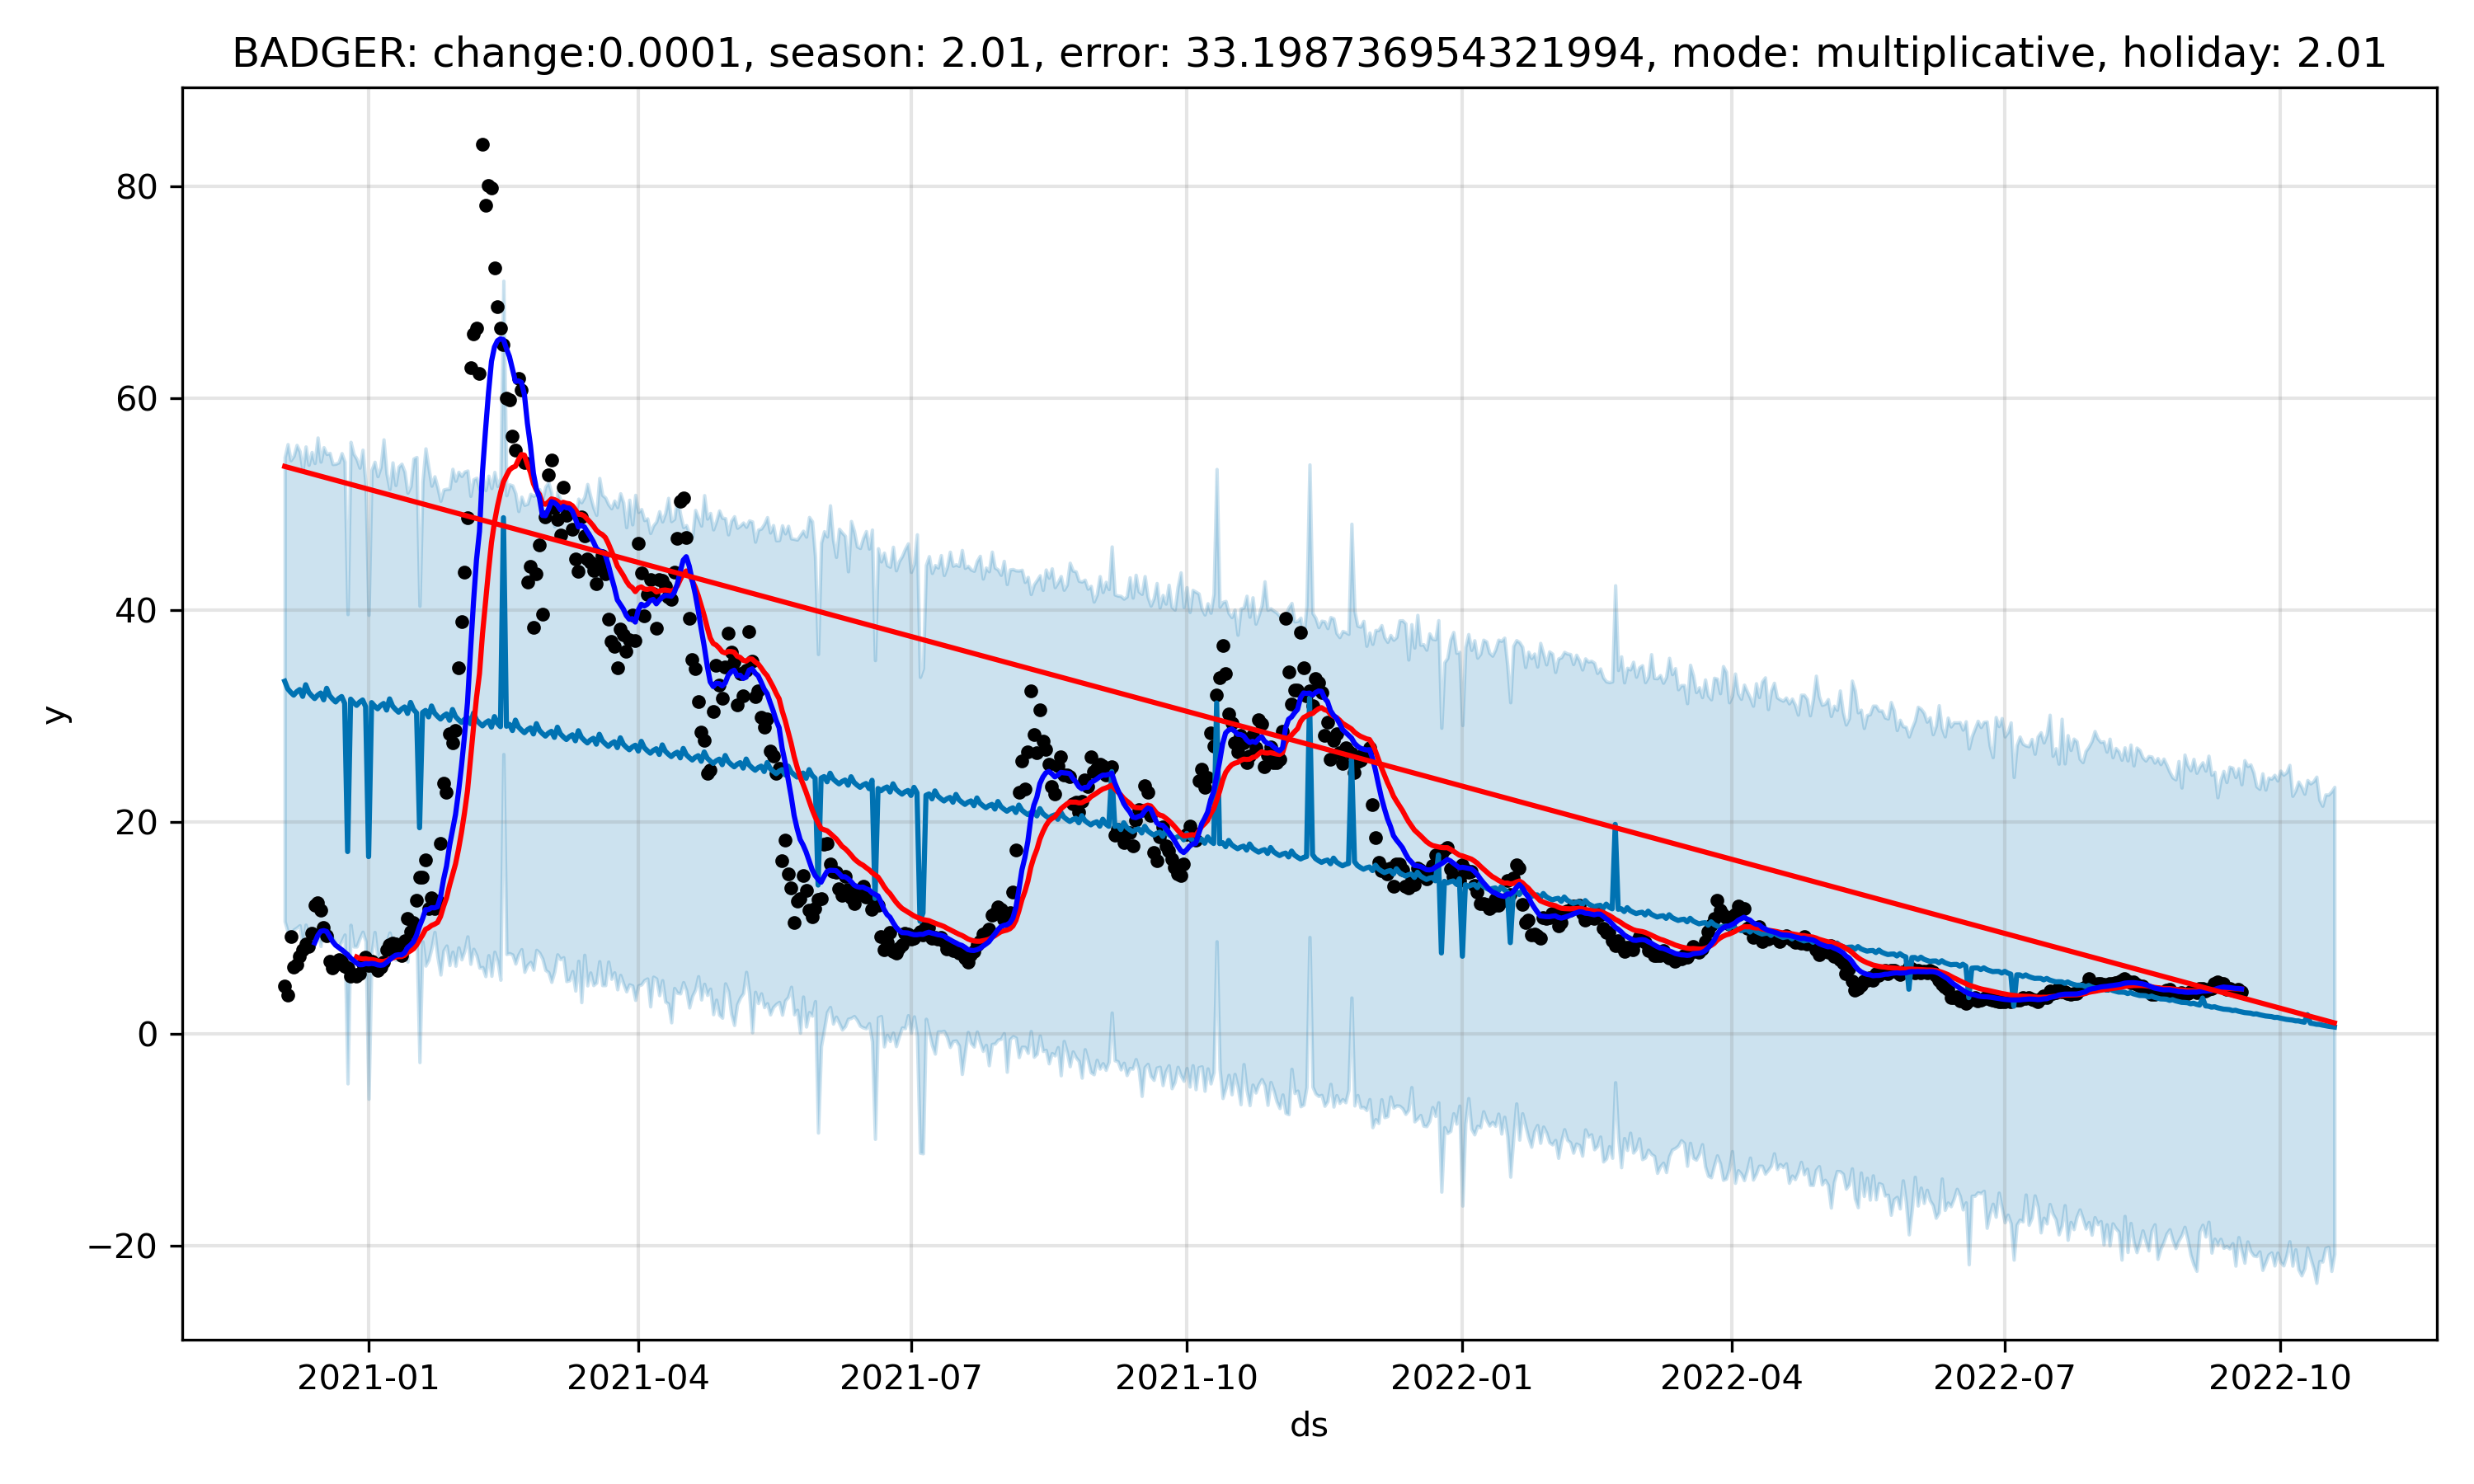 BADGER: change:0.0001, season: 2.01, error: 33.198736954321994, mode: multiplicative, holiday: 2.01
80
60
40
20
0
−20
y
2021-01 2021-04 2021-07 2021-10 2022-01 2022-04 2022-07 2022-10
ds